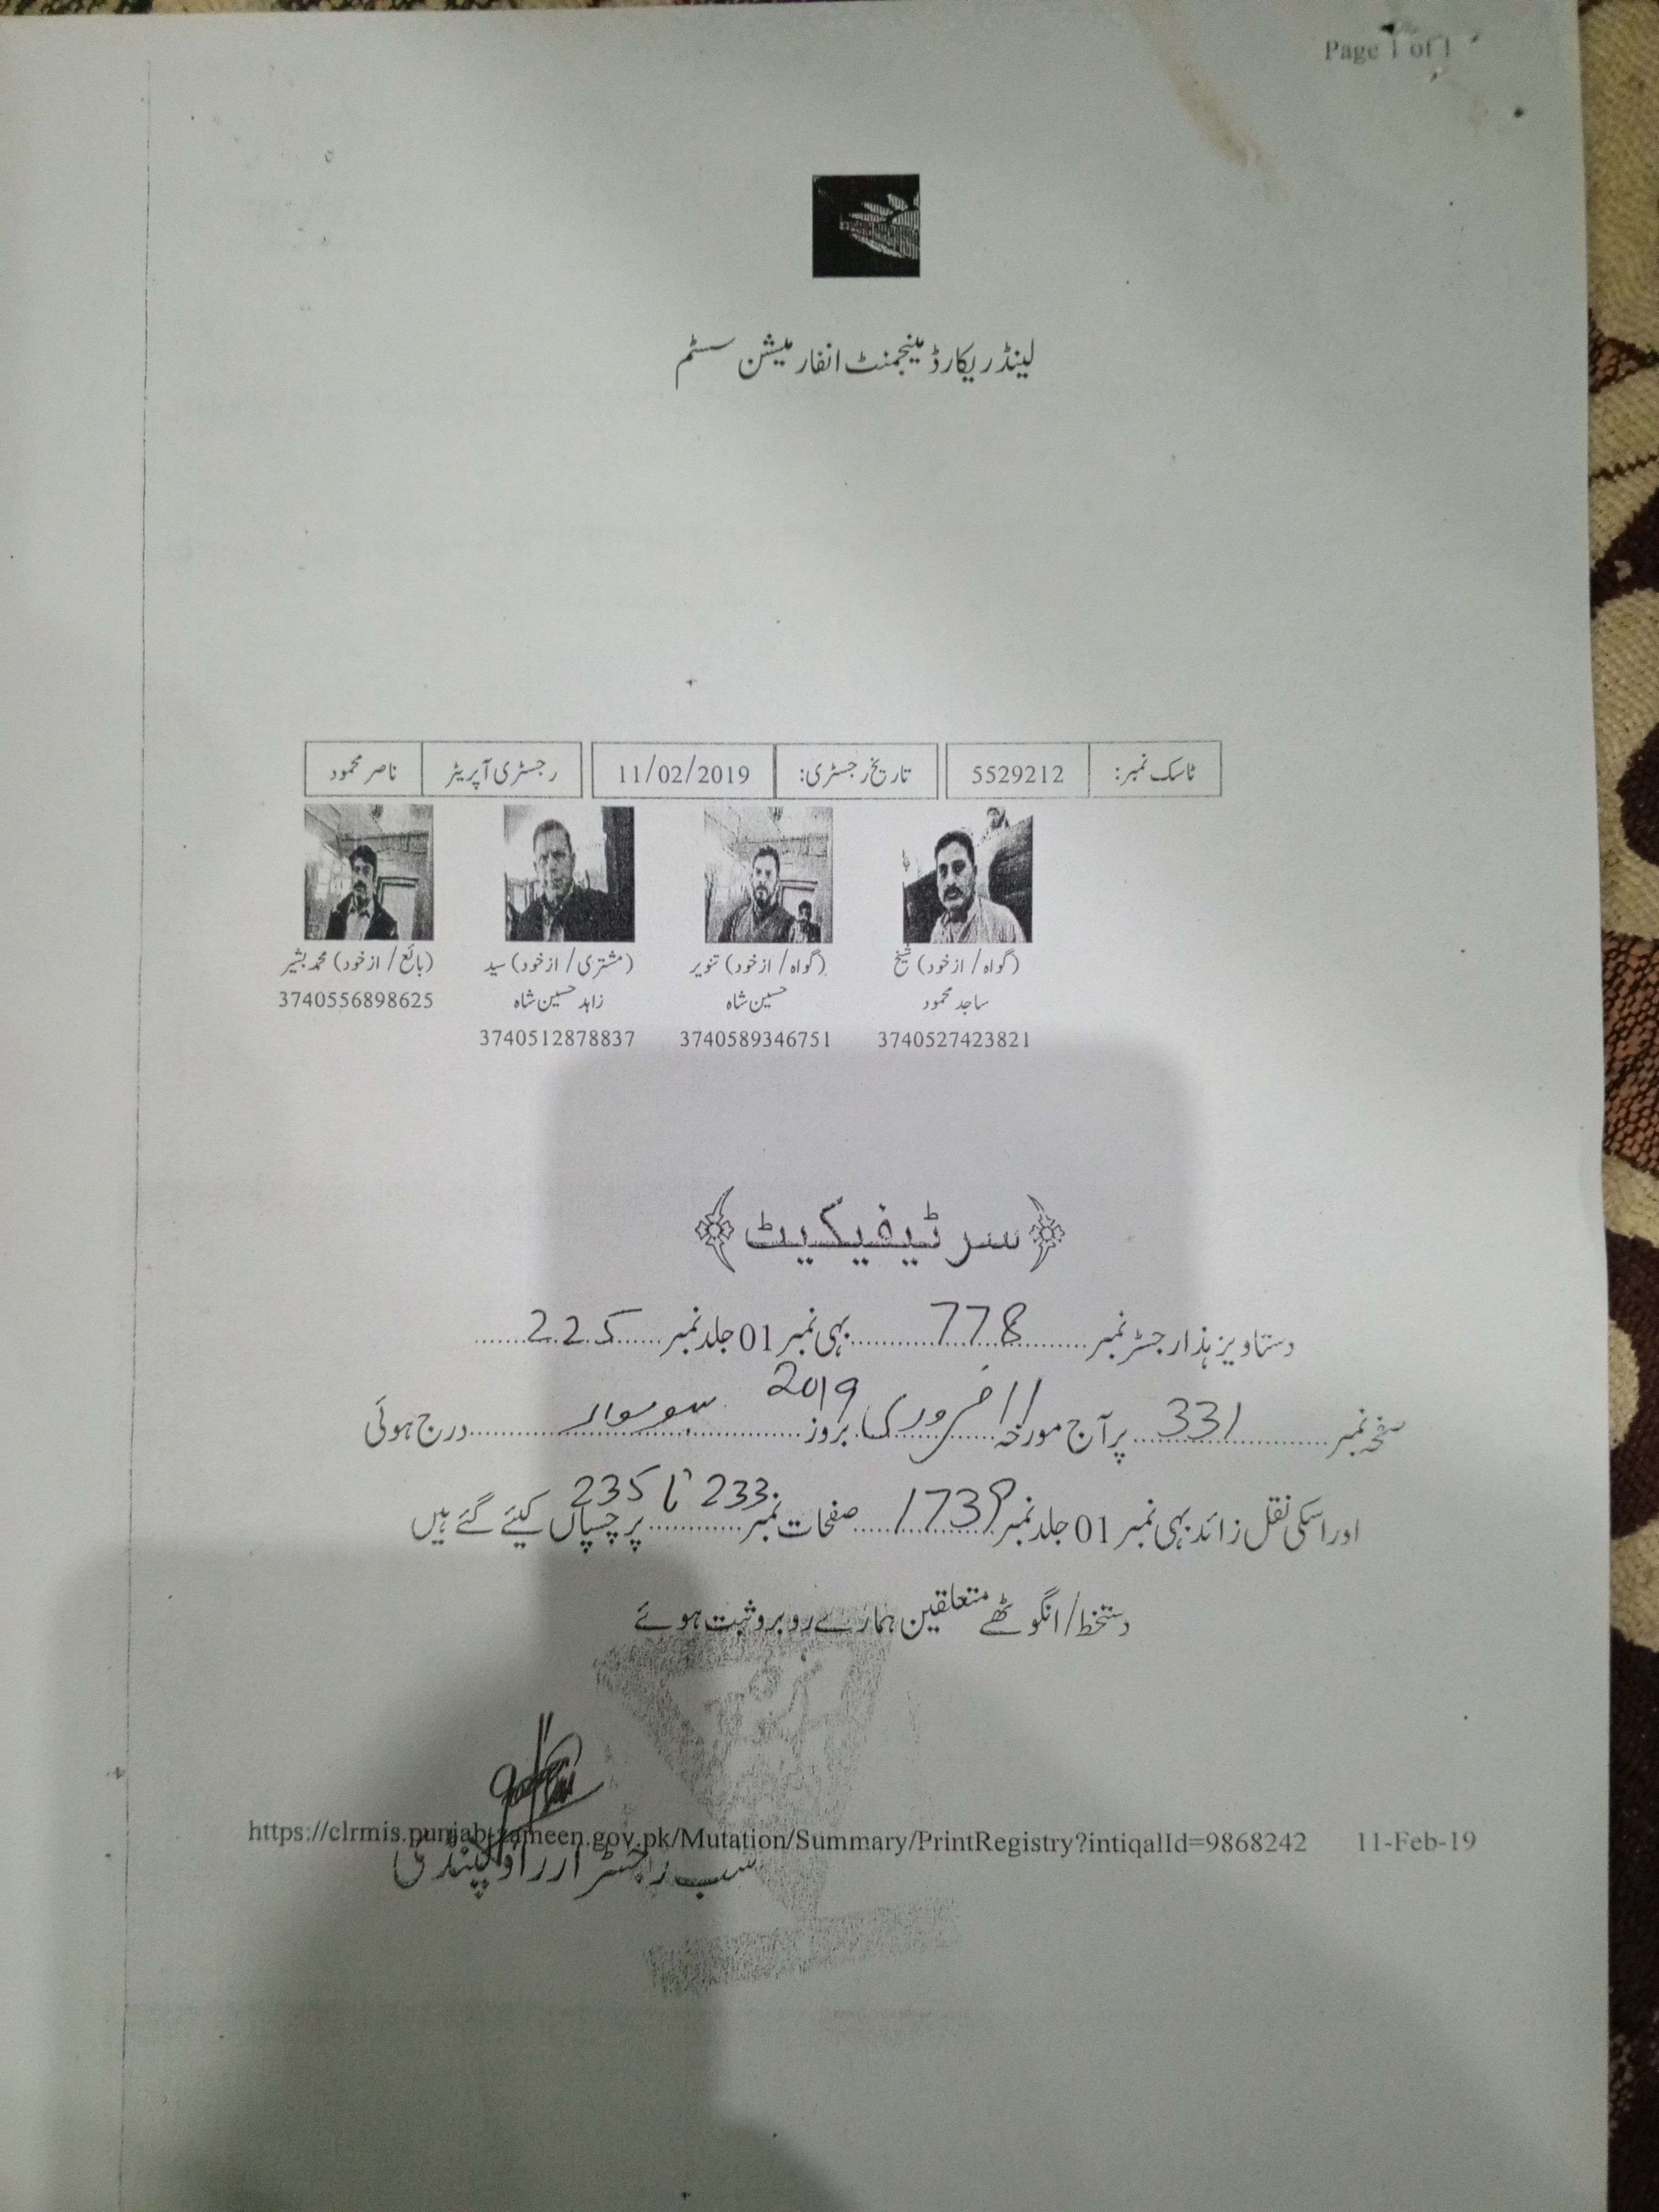 Page 1 of 1
لینڈ ریکارڈ مینجمنٹ انفارمیشن سسٹم
ٹاسک نمبر: 5529212 تاریخ رجسٹری: 11/02/2019 رجسٹری آپریٹر ناصر محمود
(گواہ / ازخود) شیخ ساجد محمود 3740527423821
(گواہ / ازخود) تنویر حسین شاہ 3740589346751
(مشتری / ازخود) سید زاہد حسین شاہ 3740512878837
(بائع / ازخود) محمد بشیر 3740556898625
سرٹیفیکیٹ
دستاویز ہذا رجسٹر نمبر 778 بہی نمبر 01 جلد نمبر 225
صفحہ نمبر 331 پر آج مورخہ 11 فروری 2019 بروز سوموار درج ہوئی
اور اسکی نقل زائد بہی نمبر 01 جلد نمبر 1739 صفحات نمبر 233 تا 235 پر چسپاں کیئے گئے ہیں
دستخط/انگوٹھے متعلقین ہمارے روبرو ثبت ہوئے
https://clrmis.punjab-zameen.gov.pk/Mutation/Summary/PrintRegistry?intiqalId=9868242 11-Feb-19
سب رجسٹرار راولپنڈی